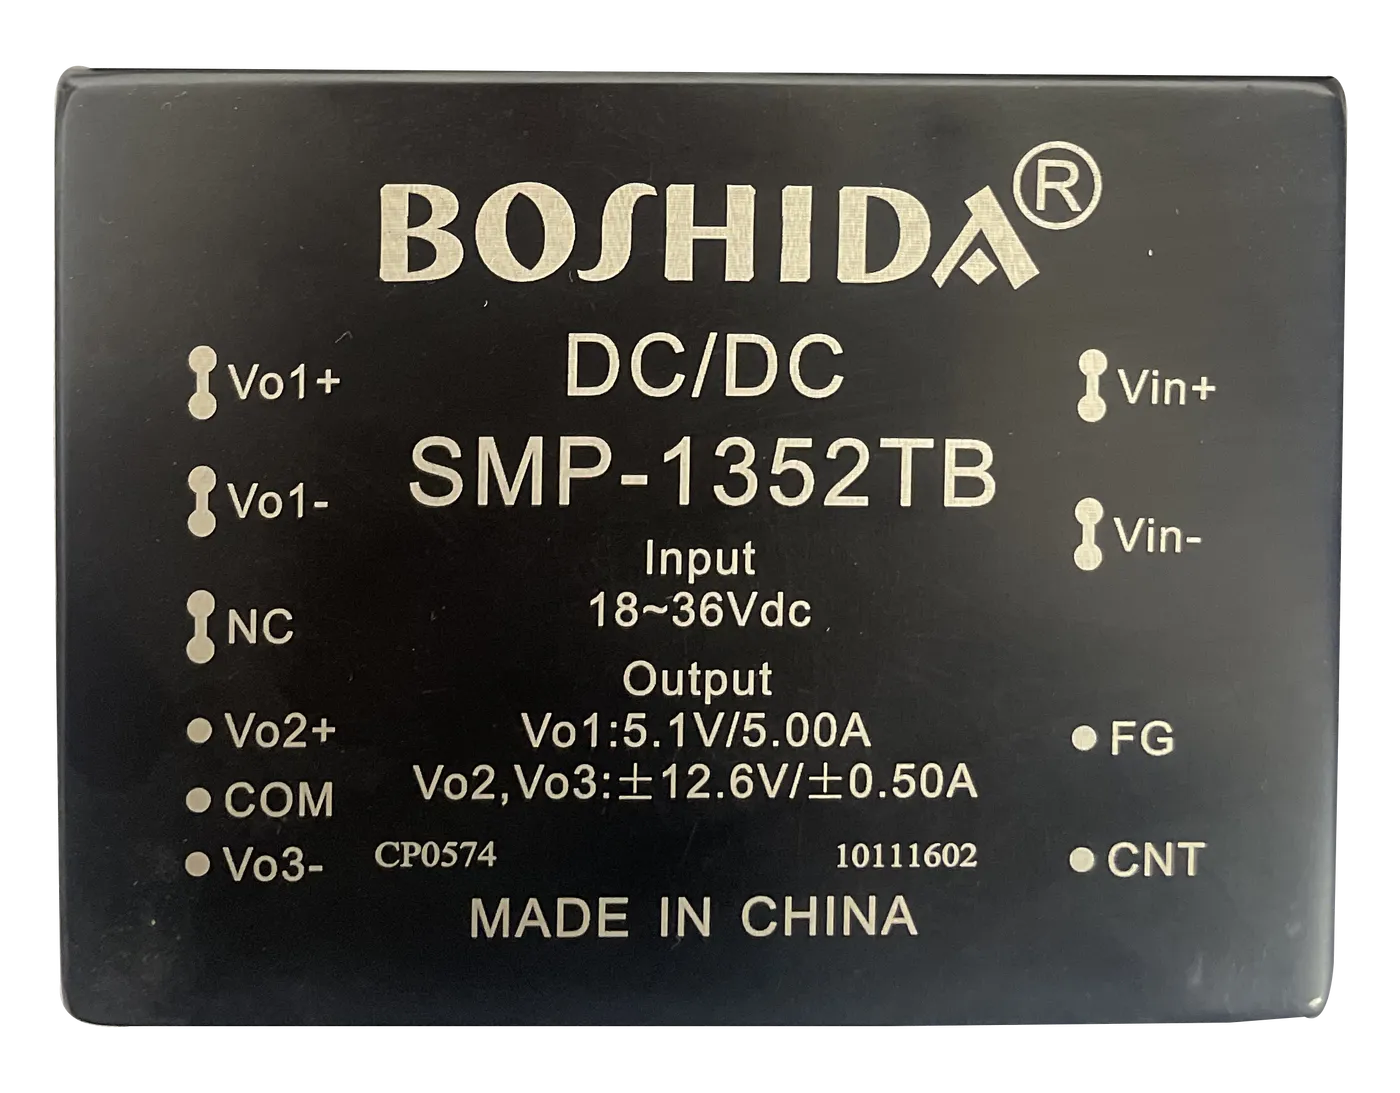 BOSHIDA®
DC/DC
Vo1+
Vin+
SMP-1352TB
Vo1-
Vin-
Input
18~36Vdc
NC
Output
Vo2+
Vo1:5.1V/5.00A
FG
Vo2,Vo3:±12.6V/±0.50A
COM
Vo3-
CP0574
10111602
CNT
MADE IN CHINA